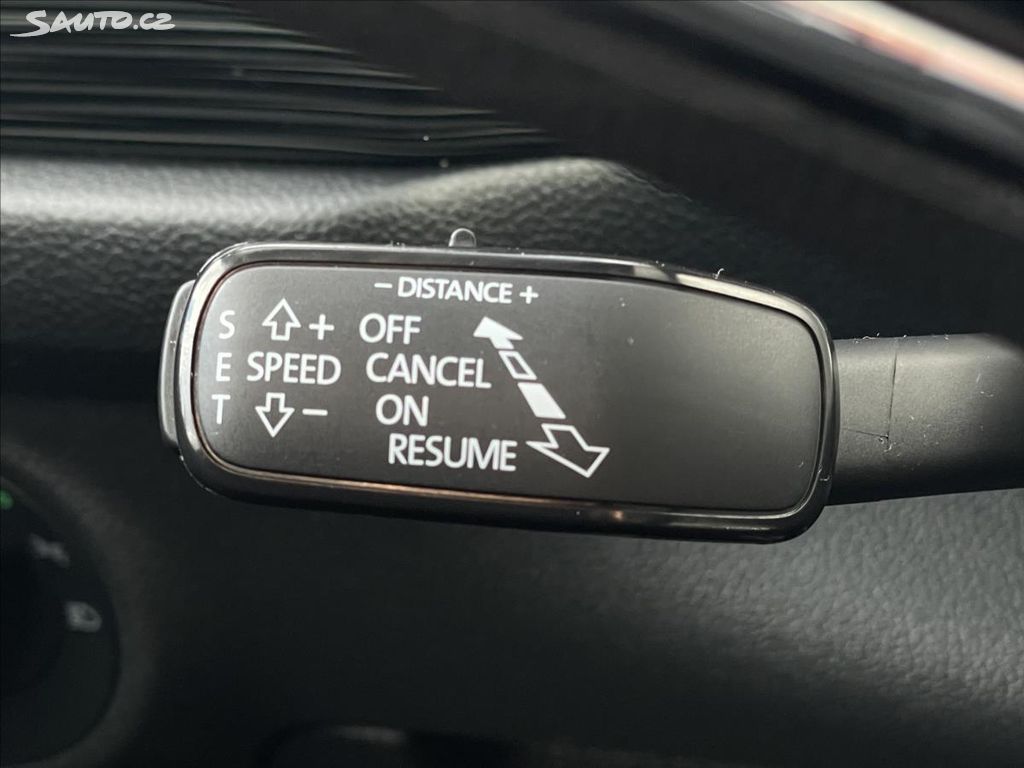 Sauto.cz
- DISTANCE +
S + OFF
E SPEED CANCEL
T - ON
RESUME